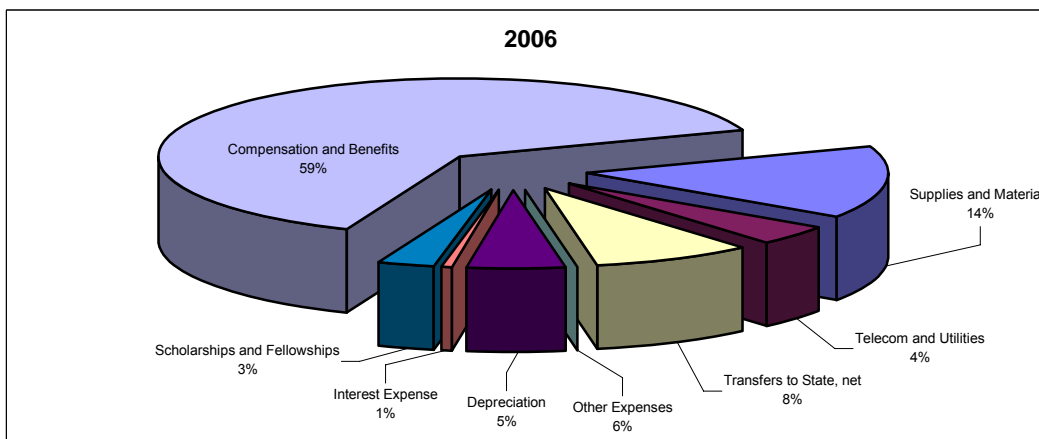 2006
Compensation and Benefits
59%
Supplies and Material
14%
Telecom and Utilities
4%
Transfers to State, net
8%
Other Expenses
6%
Depreciation
5%
Interest Expense
1%
Scholarships and Fellowships
3%